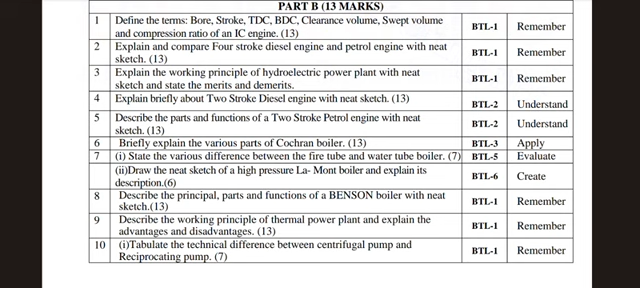 PART B (13 MARKS)
1 Define the terms: Bore, Stroke, TDC, BDC, Clearance volume, Swept volume
and compression ratio of an IC engine. (13) BTL-1 Remember
2 Explain and compare Four stroke diesel engine and petrol engine with neat
sketch. (13) BTL-1 Remember
3 Explain the working principle of hydroelectric power plant with neat
sketch and state the merits and demerits. BTL-1 Remember
4 Explain briefly about Two Stroke Diesel engine with neat sketch. (13) BTL-2 Understand
5 Describe the parts and functions of a Two Stroke Petrol engine with neat
sketch. (13) BTL-2 Understand
6 Briefly explain the various parts of Cochran boiler. (13) BTL-3 Apply
7 (i) State the various difference between the fire tube and water tube boiler. (7) BTL-5 Evaluate
(ii)Draw the neat sketch of a high pressure La- Mont boiler and explain its
description.(6) BTL-6 Create
8 Describe the principal, parts and functions of a BENSON boiler with neat
sketch.(13) BTL-1 Remember
9 Describe the working principle of thermal power plant and explain the
advantages and disadvantages. (13) BTL-1 Remember
10 (i)Tabulate the technical difference between centrifugal pump and
Reciprocating pump. (7) BTL-1 Remember